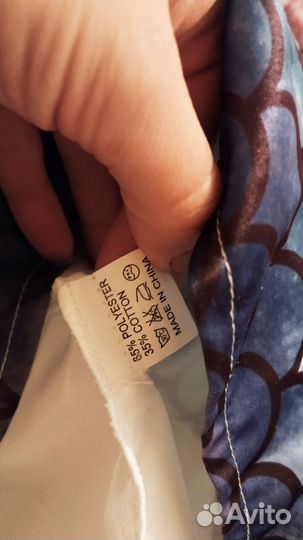 65% POLYESTER
35% COTTON
MADE IN CHINA
Avito